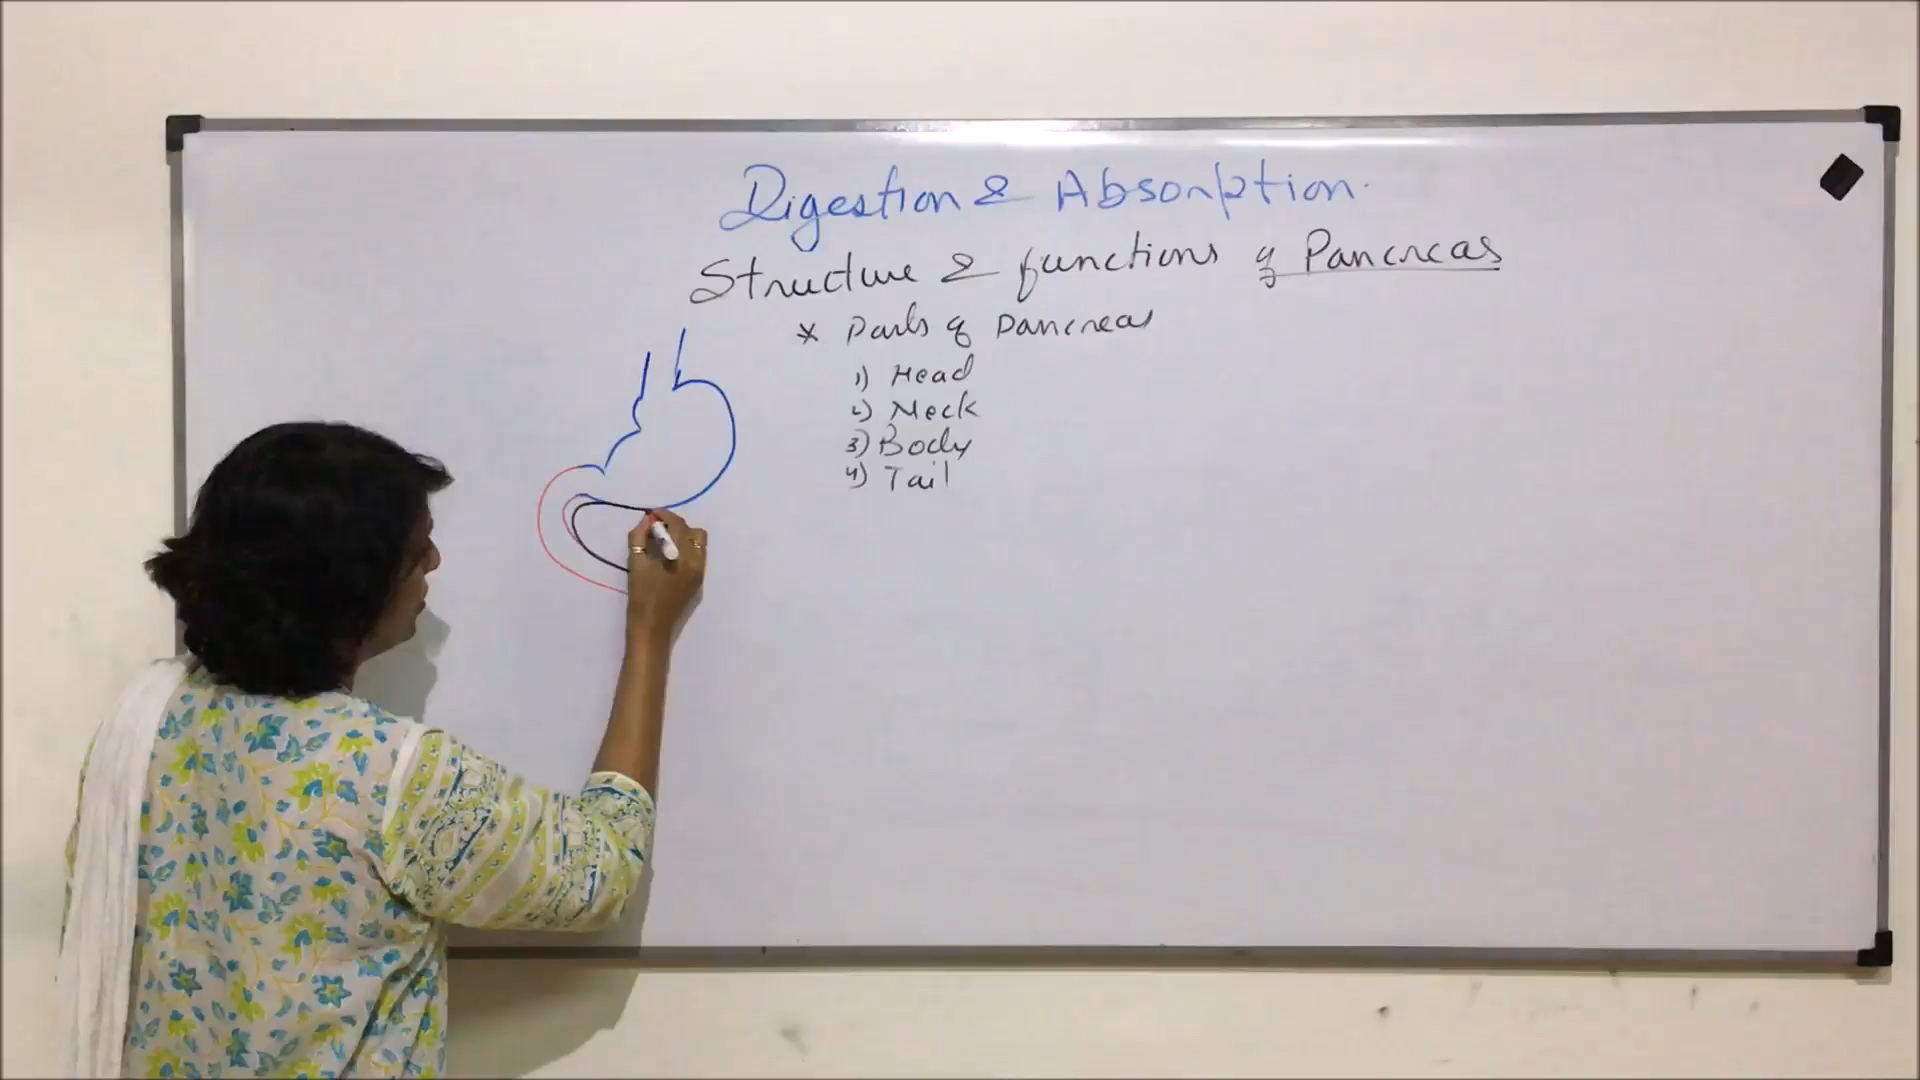 Digestion & Absorption.
Structure & functions of Pancreas
* Parts of Pancreas
1) Head
2) Neck
3) Body
4) Tail